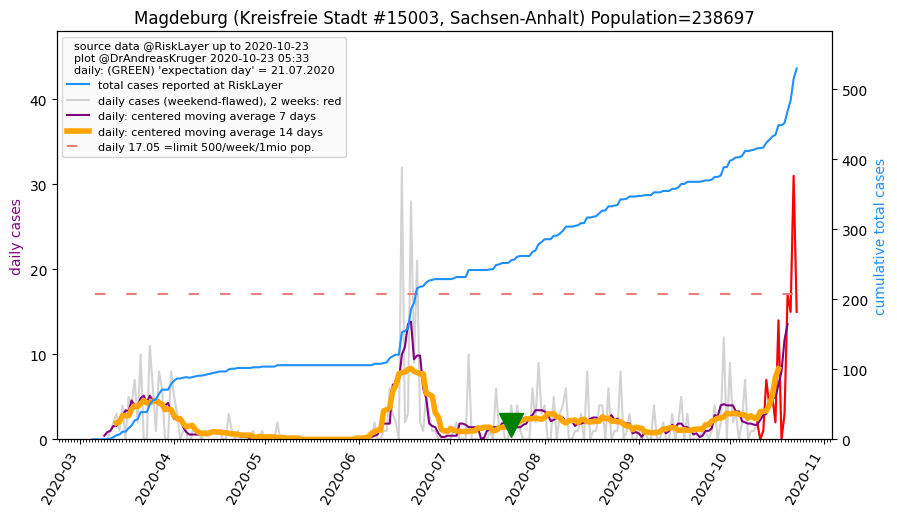 Magdeburg (Kreisfreie Stadt #15003, Sachsen-Anhalt) Population=238697
source data @RiskLayer up to 2020-10-23
plot @DrAndreasKruger 2020-10-23 05:33
daily: (GREEN) 'expectation day' = 21.07.2020
total cases reported at RiskLayer
daily cases (weekend-flawed), 2 weeks: red
daily: centered moving average 7 days
daily: centered moving average 14 days
daily 17.05 =limit 500/week/1mio pop.
daily cases
40
30
20
10
0
500
400
300
200
100
0
cumulative total cases
2020-03
2020-04
2020-05
2020-06
2020-07
2020-08
2020-09
2020-10
2020-11